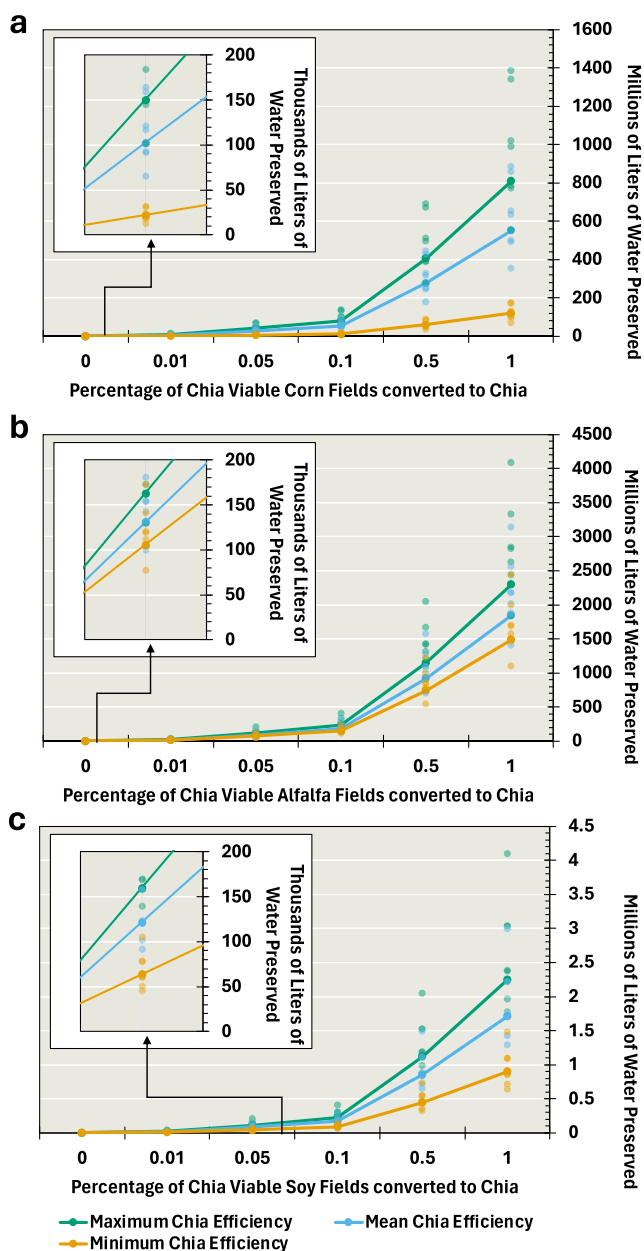 a
200
150
100
50
0
Thousands of Liters of
Water Preserved
1600
1400
1200
1000
800
600
400
200
0
Millions of Liters of Water Preserved
0 0.01 0.05 0.1 0.5 1
Percentage of Chia Viable Corn Fields converted to Chia
b
200
150
100
50
0
Thousands of Liters of
Water Preserved
4500
4000
3500
3000
2500
2000
1500
1000
500
0
Millions of Liters of Water Preserved
0 0.01 0.05 0.1 0.5 1
Percentage of Chia Viable Alfalfa Fields converted to Chia
c
200
150
100
50
0
Thousands of Liters of
Water Preserved
4.5
4
3.5
3
2.5
2
1.5
1
0.5
0
Millions of Liters of Water Preserved
0 0.01 0.05 0.1 0.5 1
Percentage of Chia Viable Soy Fields converted to Chia
Maximum Chia Efficiency Mean Chia Efficiency
Minimum Chia Efficiency